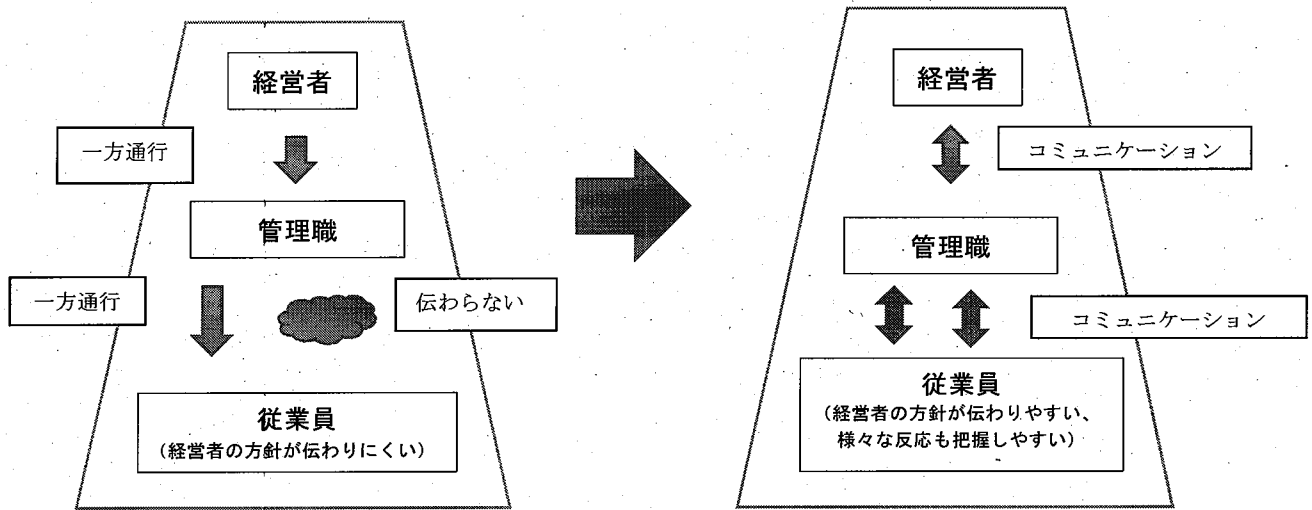 経営者
一方通行
管理職
一方通行
伝わらない
従業員
(経営者の方針が伝わりにくい)
経営者
コミュニケーション
管理職
コミュニケーション
従業員
(経営者の方針が伝わりやすい、
様々な反応も把握しやすい)